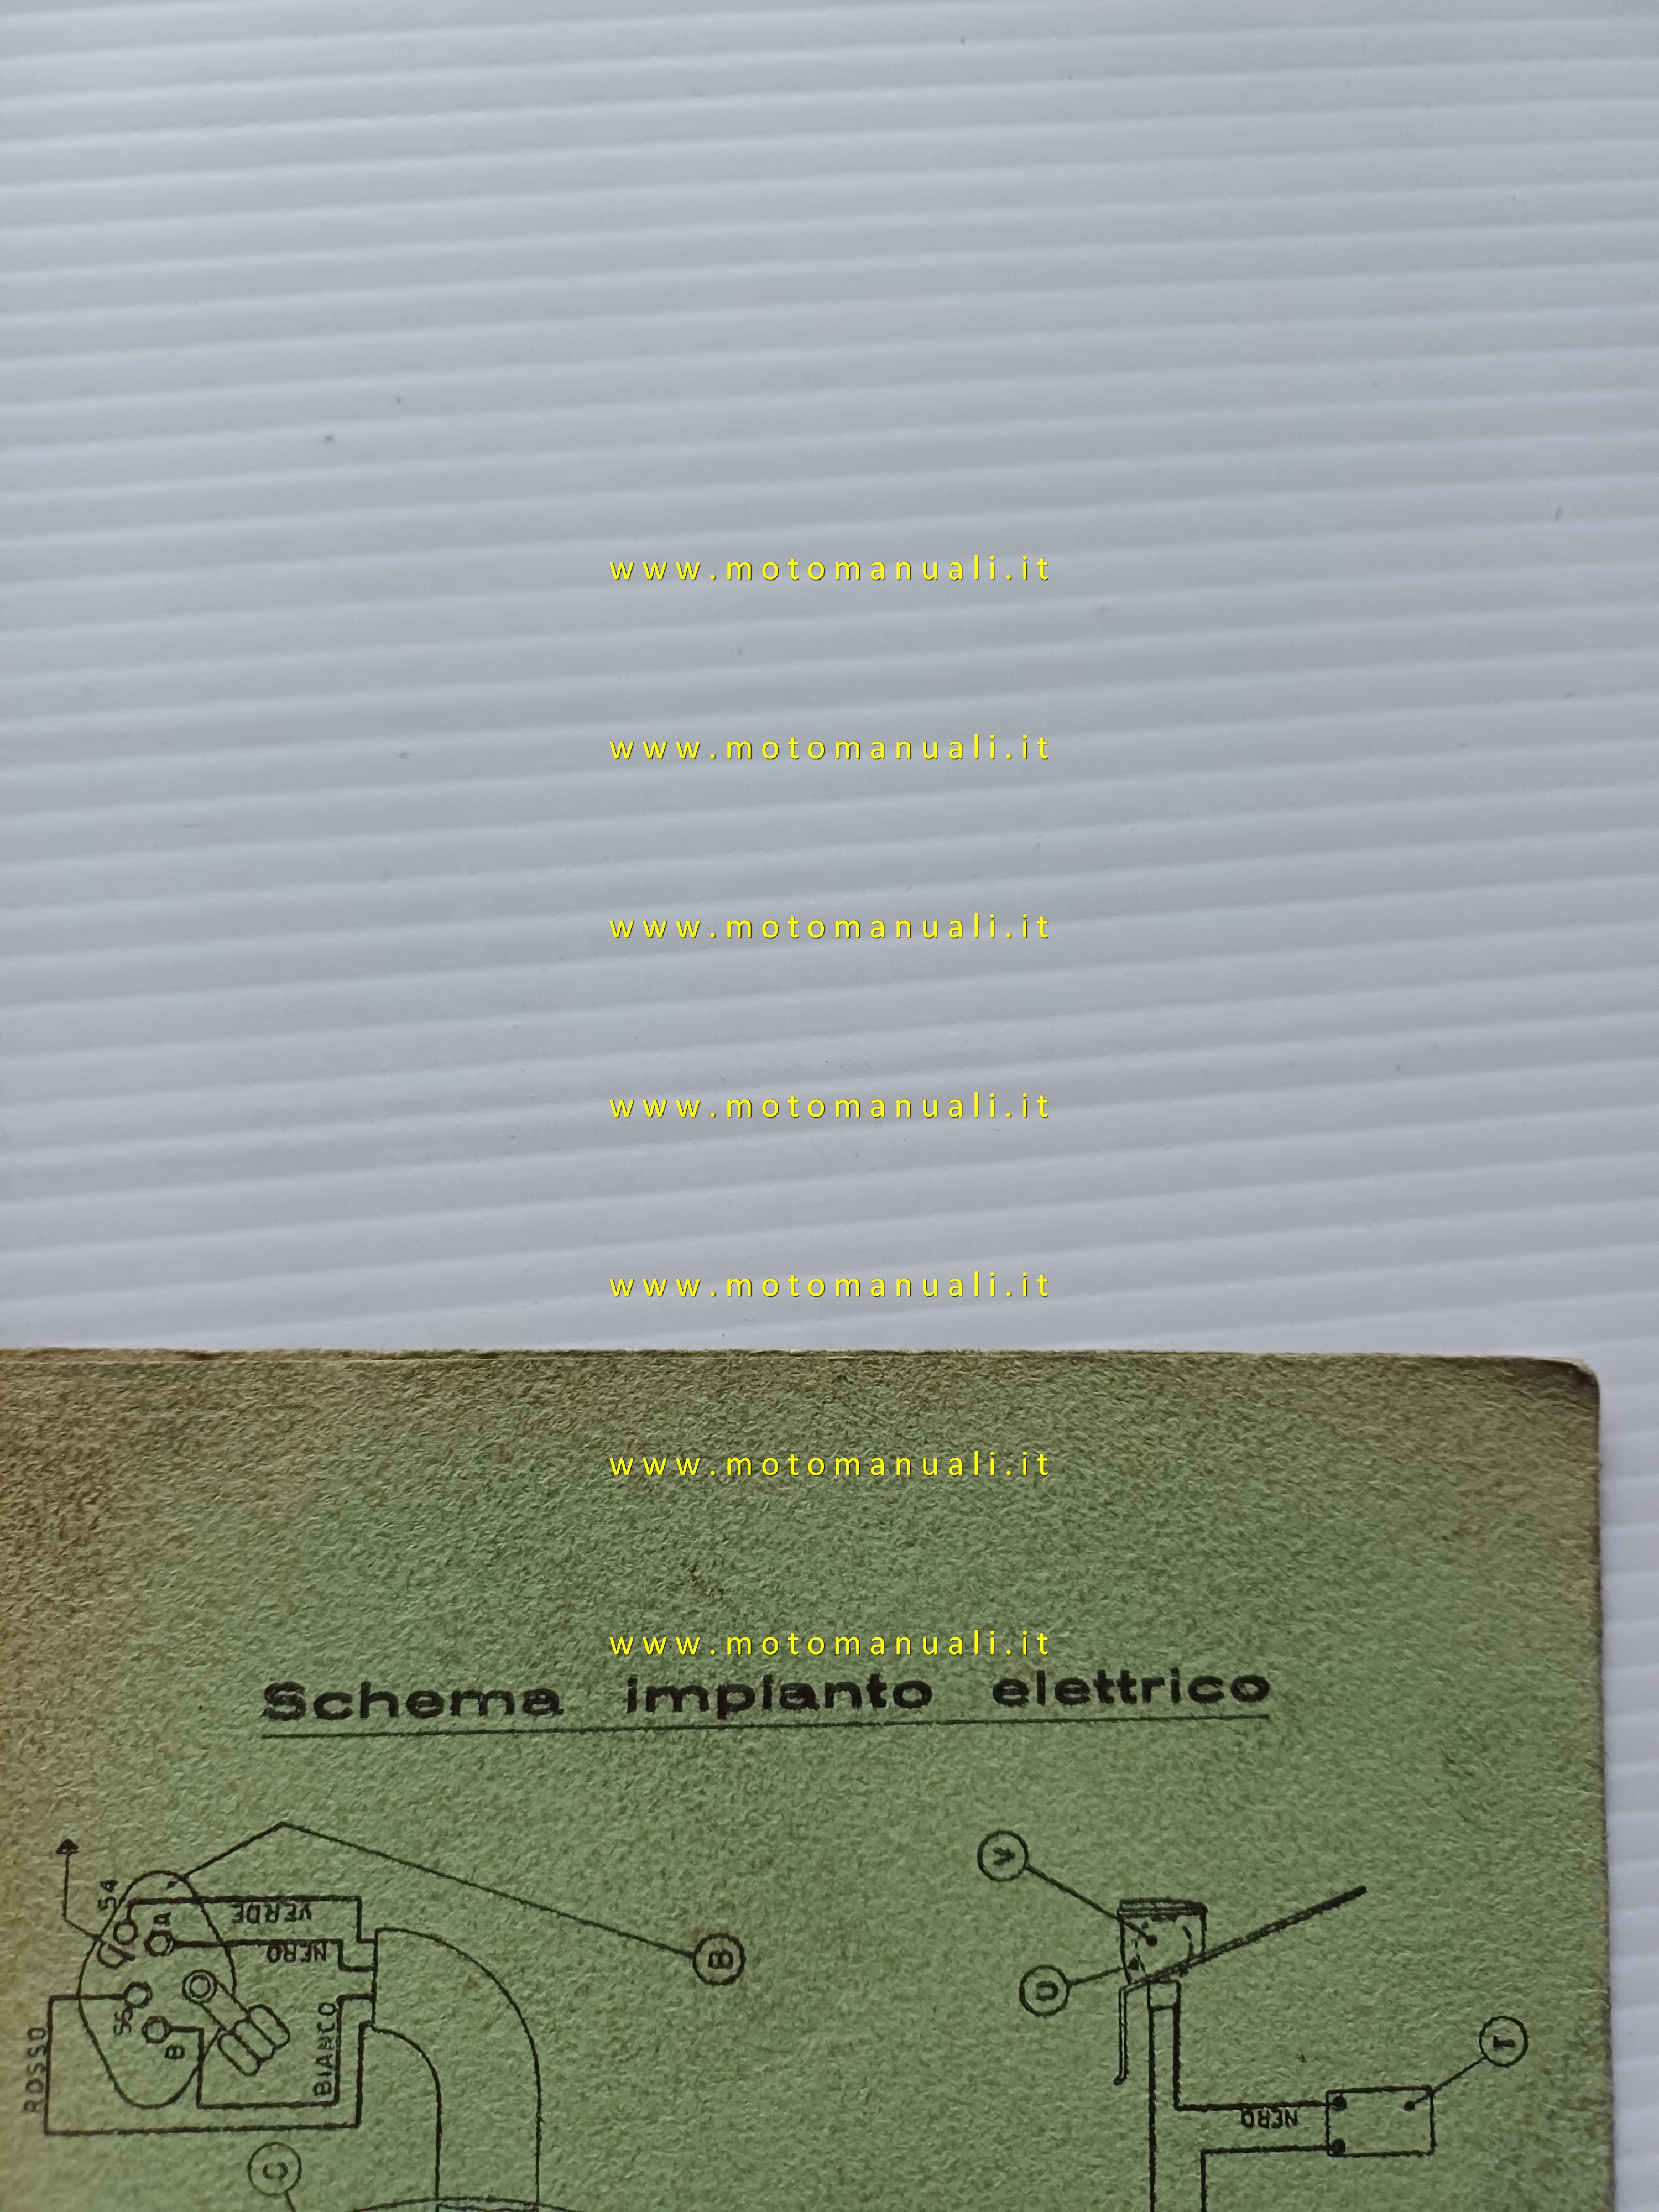 www.motomanuali.it
www.motomanuali.it
www.motomanuali.it
www.motomanuali.it
www.motomanuali.it
www.motomanuali.it
www.motomanuali.it
Schema impianto elettrico
V
54
VERDE
A
NERO
B
U
56
B
ROSSO
BIANCO
T
NERO
C